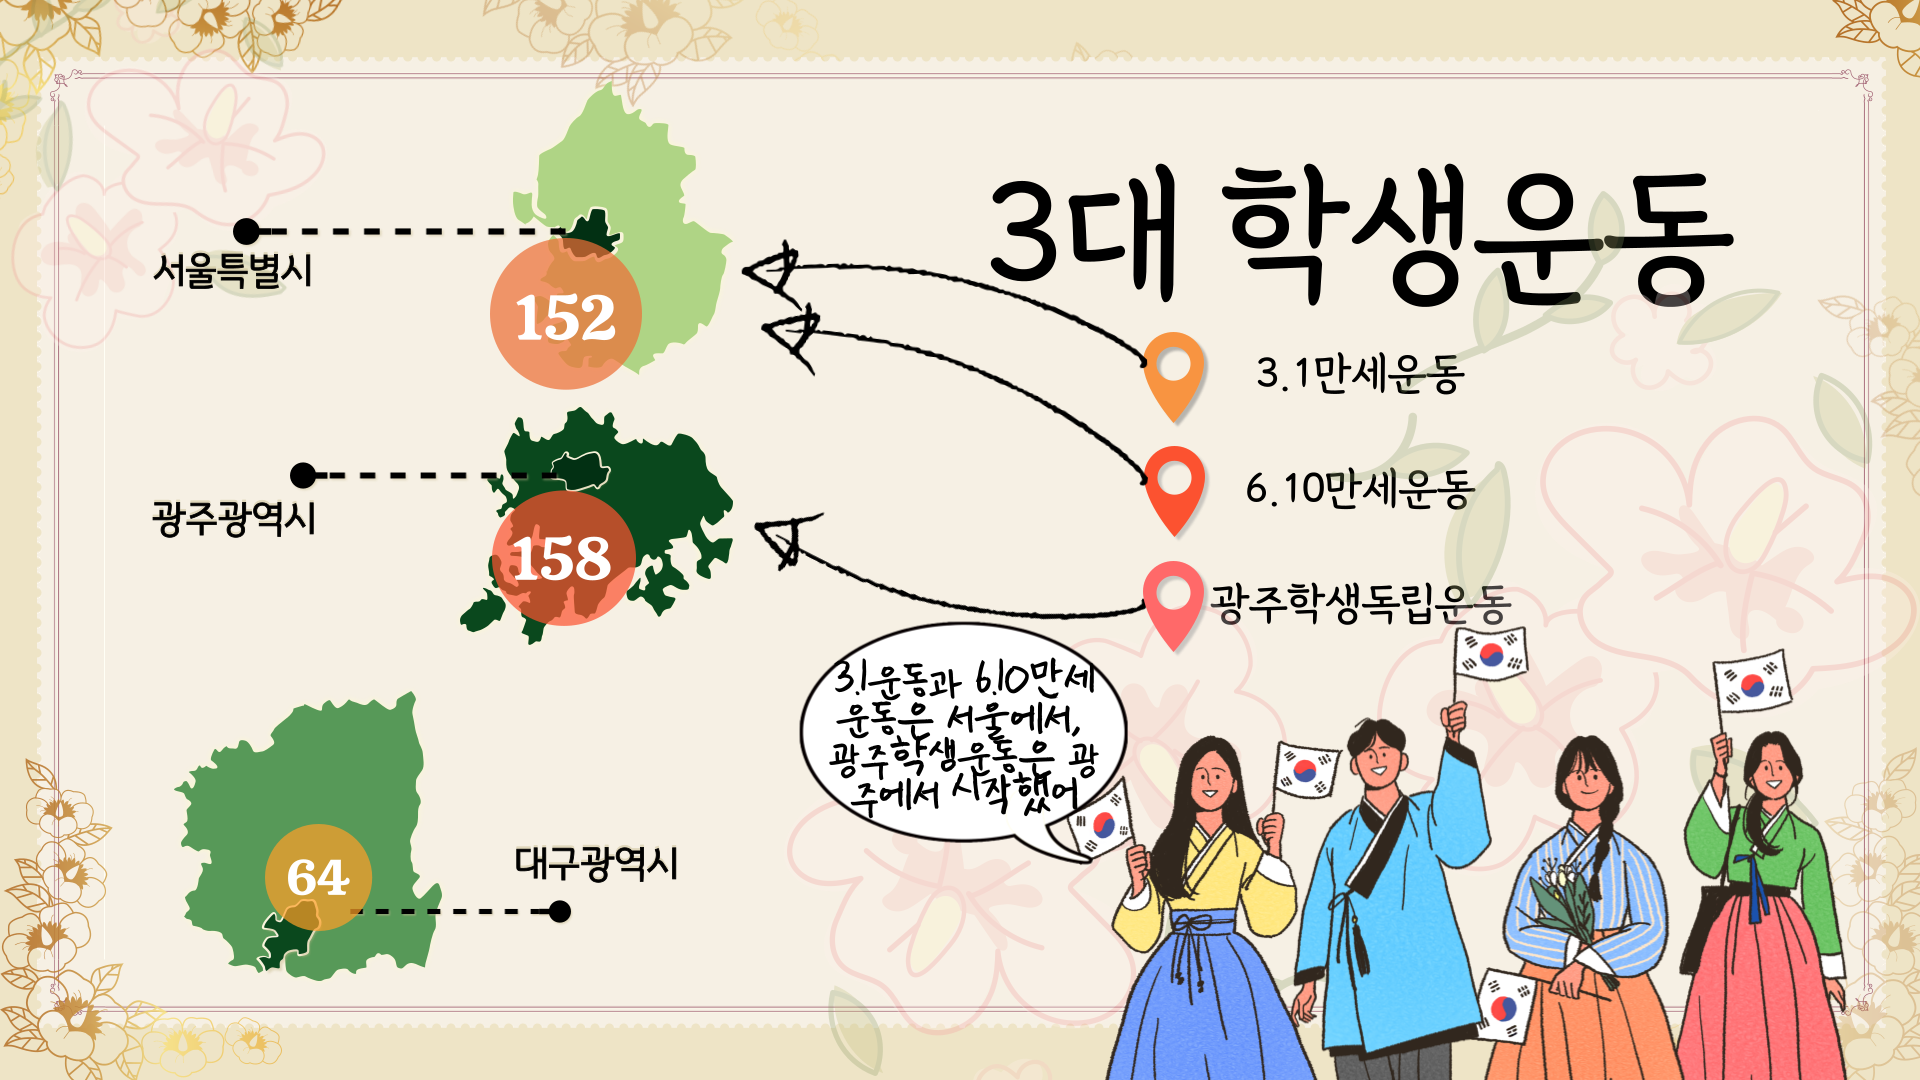 3대 학생운동
서울특별시
152
3.1만세운동
6.10만세운동
광주광역시
158
광주학생독립운동
3.1운동과 6.10만세
운동은 서울에서,
광주학생운동은 광
주에서 시작했어
64
대구광역시